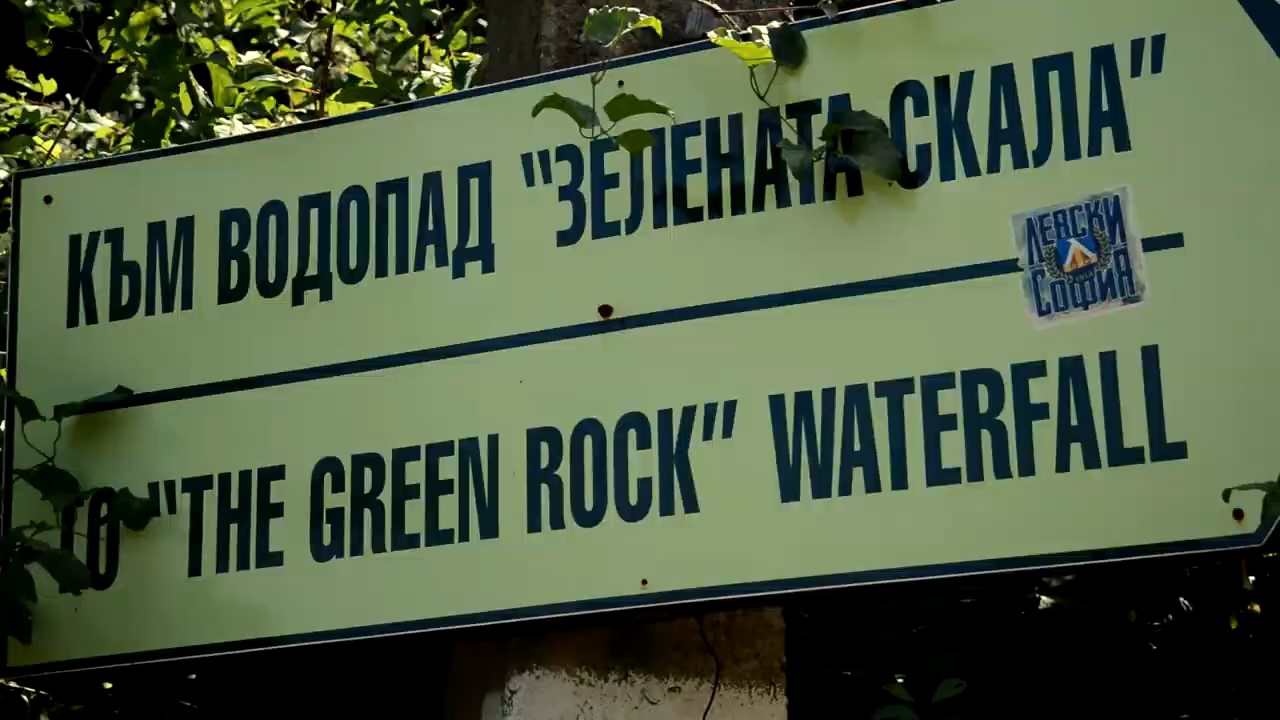 КЪМ ВОДОПАД "ЗЕЛЕНАТА СКАЛА"
ЛЕВСКИ
СОФИЯ
TO "THE GREEN ROCK" WATERFALL